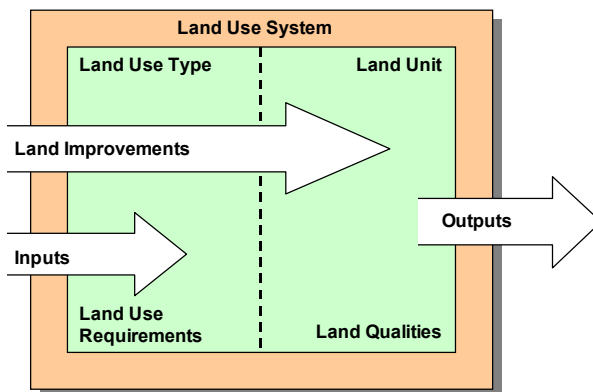 Land Use System
Land Use Type
Land Unit
Land Improvements
Outputs
Inputs
Land Use
Requirements
Land Qualities